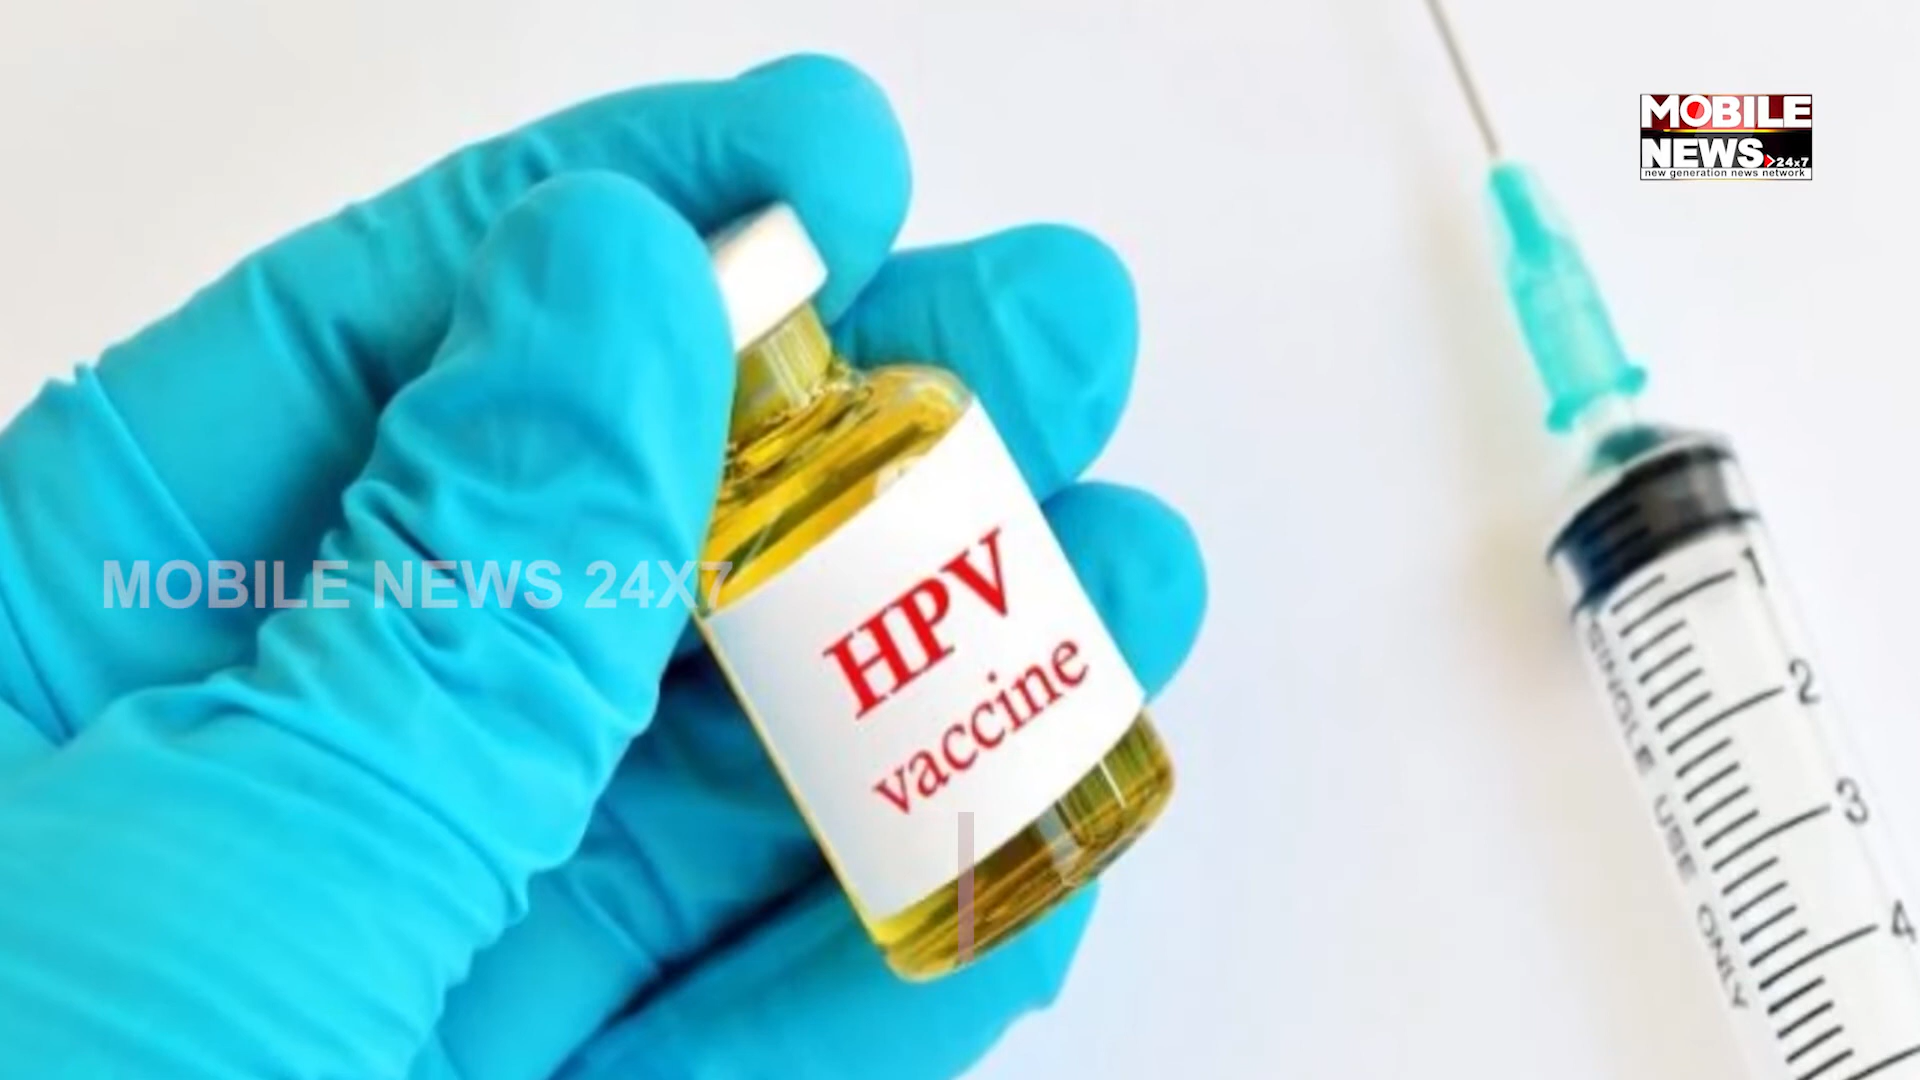 MOBILE
NEWS 24x7
new generation news network
MOBILE NEWS 24X7
HPV
vaccine
1
2
3
4
SINGLE USE ONLY